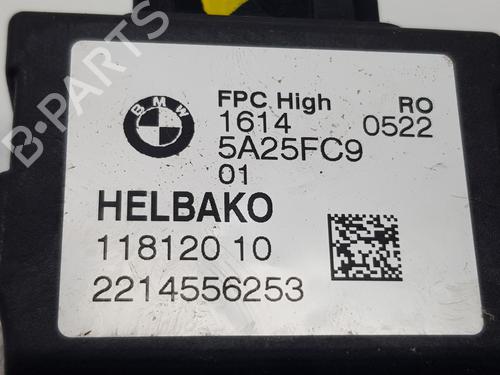 BMW
FPC High RO
1614 0522
5A25FC9
01
HELBAKO
118120 10
2214556253
B-PARTS